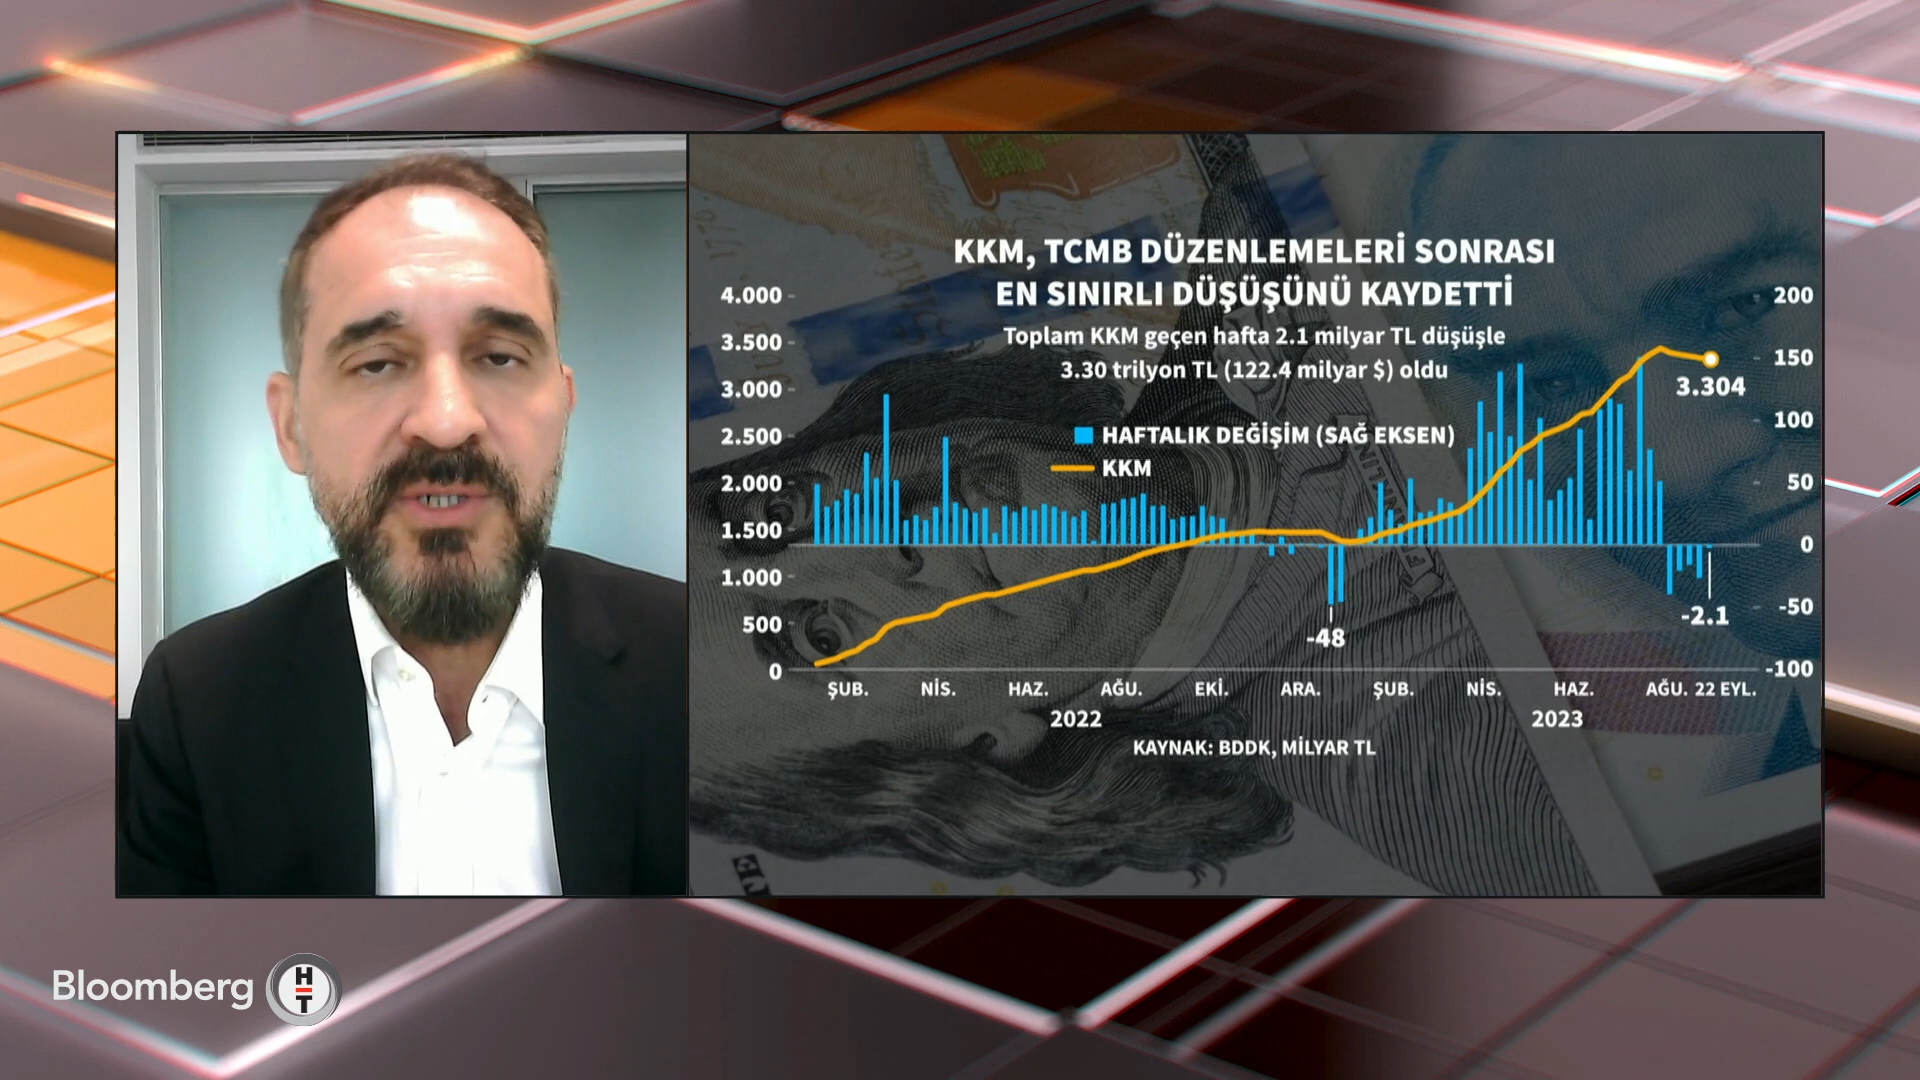 KKM, TCMB DÜZENLEMELERİ SONRASI
EN SINIRLI DÜŞÜŞÜNÜ KAYDETTİ
Toplam KKM geçen hafta 2.1 milyar TL düşüşle
3.30 trilyon TL (122.4 milyar $) oldu
HAFTALIK DEĞİŞİM (SAĞ EKSEN)
KKM
4.000
3.500
3.000
2.500
2.000
1.500
1.000
500
0
200
150
100
50
0
-50
-100
3.304
-48
-2.1
ŞUB. NİS. HAZ. AĞU. EKİ. ARA. ŞUB. NİS. HAZ. AĞU. 22 EYL.
2022 2023
KAYNAK: BDDK, MİLYAR TL
Bloomberg HT